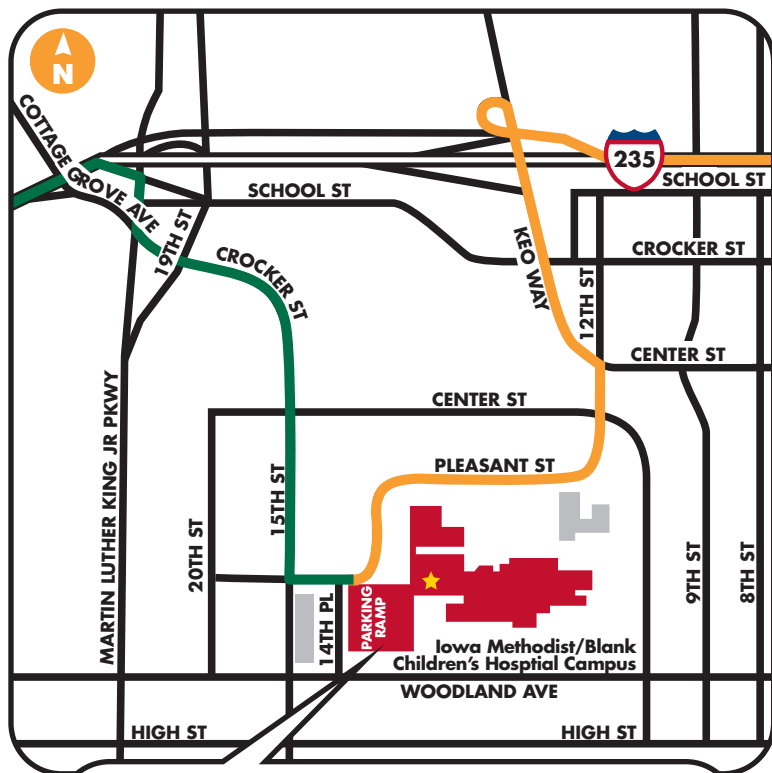 N
COTTAGE GROVE AVE
235
SCHOOL ST
SCHOOL ST
19TH ST
CROCKER ST
KEO WAY
CROCKER ST
12TH ST
CENTER ST
CENTER ST
MARTIN LUTHER KING JR PKWY
15TH ST
PLEASANT ST
20TH ST
9TH ST
8TH ST
14TH PL
PARKING
RAMP
Iowa Methodist/Blank
Children's Hosptial Campus
WOODLAND AVE
HIGH ST
HIGH ST